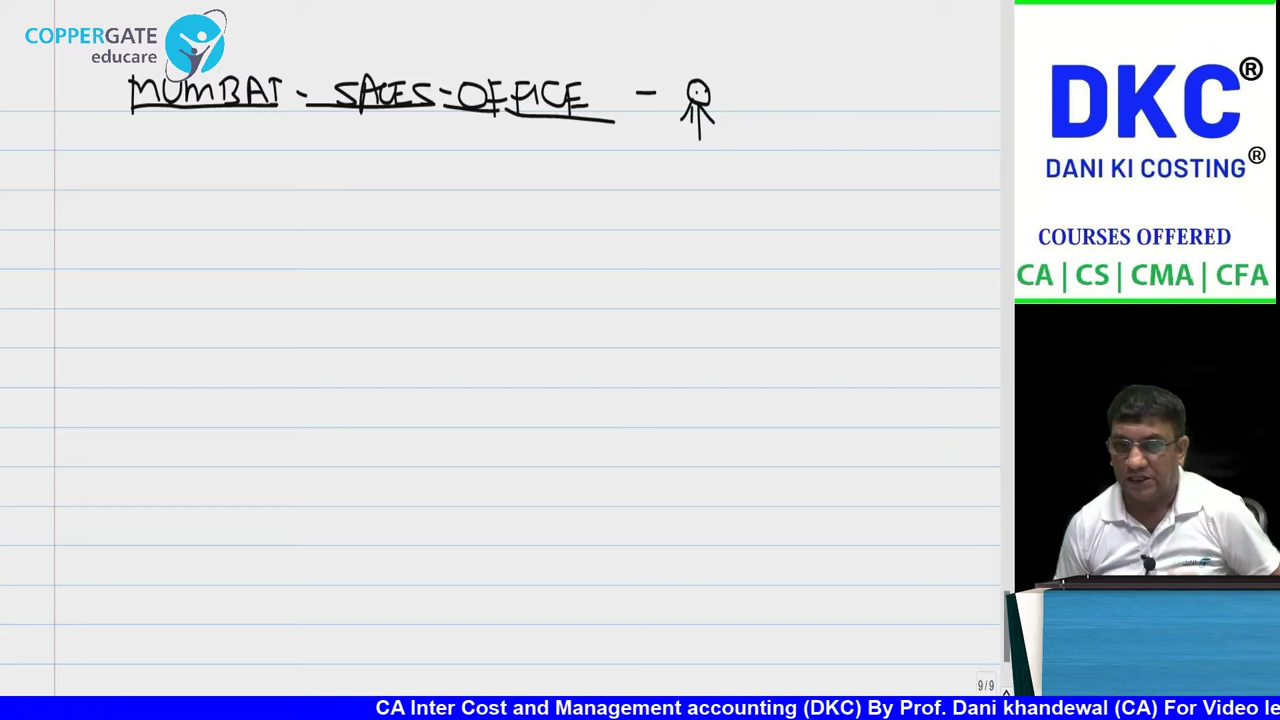 COPPERGATE
educare
MUMBAI - SALES - OFFICE -
DKC®
DANI KI COSTING®
COURSES OFFERED
CA | CS | CMA | CFA
9/9
CA Inter Cost and Management accounting (DKC) By Prof. Dani khandewal (CA) For Video le